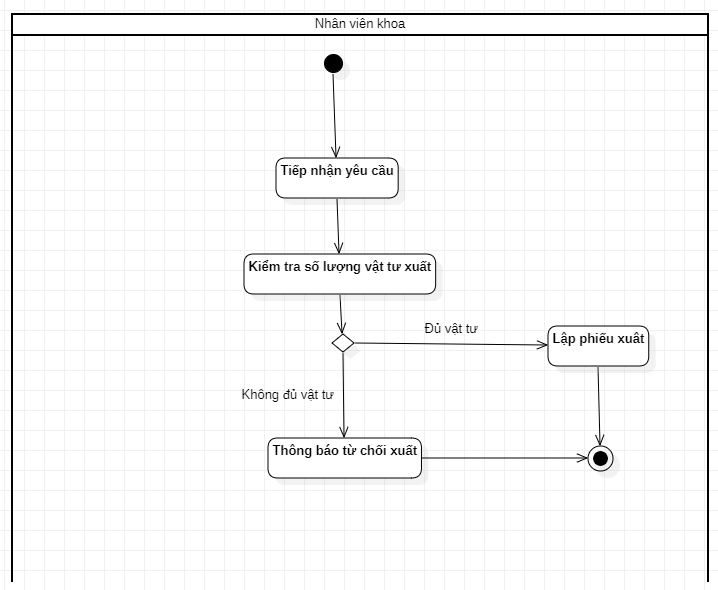 Nhân viên khoa
Tiếp nhận yêu cầu
Kiểm tra số lượng vật tư xuất
Đủ vật tư
Lập phiếu xuât
Không đủ vật tư
Thông báo từ chối xuất